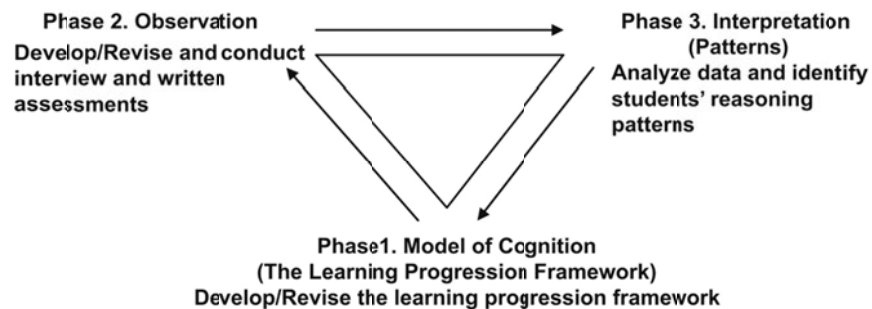 Phase 2. Observation
Develop/Revise and conduct
interview and written
assessments
Phase 3. Interpretation
(Patterns)
Analyze data and identify
students' reasoning
patterns
Phase1. Model of Cognition
(The Learning Progression Framework)
Develop/Revise the learning progression framework